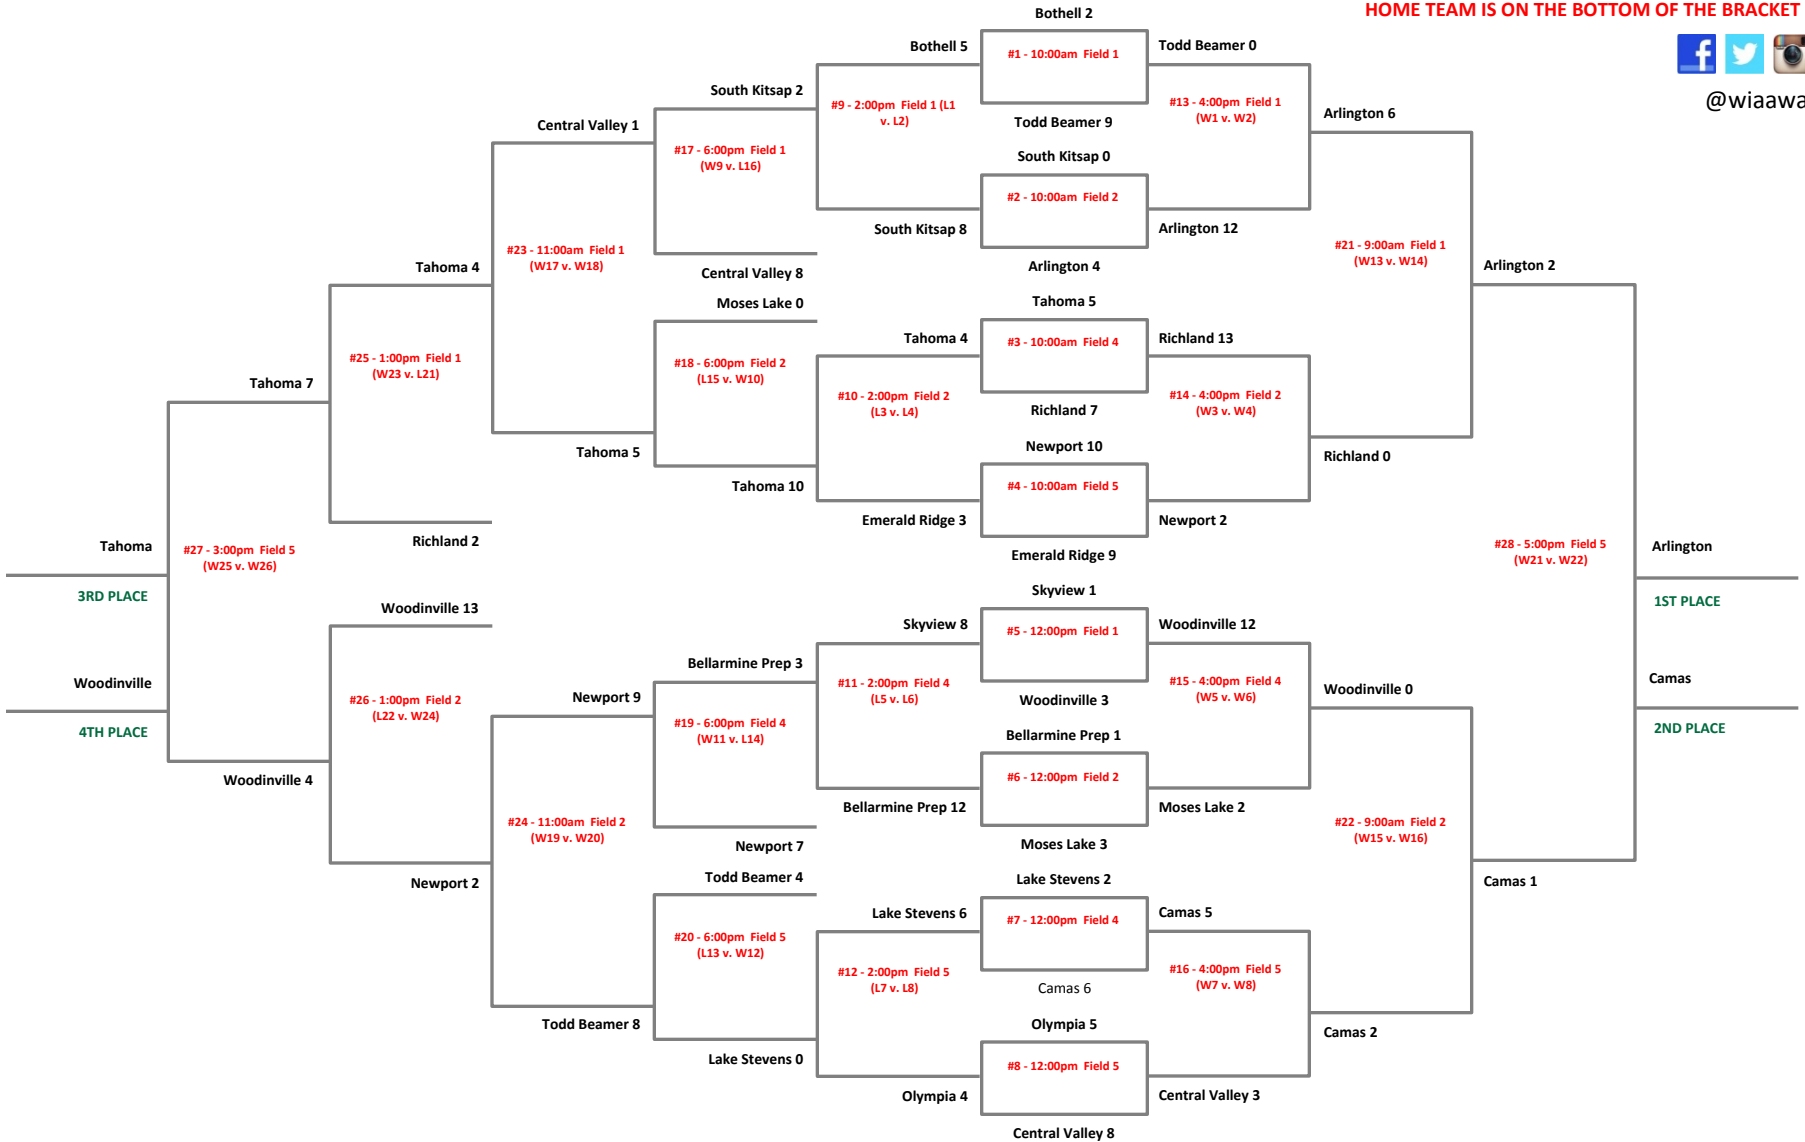 HOME TEAM IS ON THE BOTTOM OF THE BRACKET
@wiaawa
Bothell 2
#1 - 10:00am Field 1
Todd Beamer 9
South Kitsap 0
#2 - 10:00am Field 2
Arlington 4
Tahoma 5
#3 - 10:00am Field 4
Richland 7
Newport 10
#4 - 10:00am Field 5
Emerald Ridge 9
Skyview 1
#5 - 12:00pm Field 1
Woodinville 3
Bellarmine Prep 1
#6 - 12:00pm Field 2
Moses Lake 3
Lake Stevens 2
#7 - 12:00pm Field 4
Camas 6
Olympia 5
#8 - 12:00pm Field 5
Central Valley 8
Bothell 5
#9 - 2:00pm Field 1 (L1
v. L2)
South Kitsap 8
Tahoma 4
#10 - 2:00pm Field 2
(L3 v. L4)
Emerald Ridge 3
Skyview 8
#11 - 2:00pm Field 4
(L5 v. L6)
Bellarmine Prep 12
Lake Stevens 6
#12 - 2:00pm Field 5
(L7 v. L8)
Olympia 4
Todd Beamer 0
#13 - 4:00pm Field 1
(W1 v. W2)
Arlington 12
Richland 13
#14 - 4:00pm Field 2
(W3 v. W4)
Newport 2
Woodinville 12
#15 - 4:00pm Field 4
(W5 v. W6)
Moses Lake 2
Camas 5
#16 - 4:00pm Field 5
(W7 v. W8)
Central Valley 3
South Kitsap 2
#17 - 6:00pm Field 1
(W9 v. L16)
Central Valley 8
Moses Lake 0
#18 - 6:00pm Field 2
(L15 v. W10)
Tahoma 10
Bellarmine Prep 3
#19 - 6:00pm Field 4
(W11 v. L14)
Newport 7
Todd Beamer 4
#20 - 6:00pm Field 5
(L13 v. W12)
Lake Stevens 0
Arlington 6
#21 - 9:00am Field 1
(W13 v. W14)
Richland 0
Woodinville 0
#22 - 9:00am Field 2
(W15 v. W16)
Camas 2
Central Valley 1
#23 - 11:00am Field 1
(W17 v. W18)
Tahoma 5
Newport 9
#24 - 11:00am Field 2
(W19 v. W20)
Todd Beamer 8
Tahoma 4
#25 - 1:00pm Field 1
(W23 v. L21)
Richland 2
Woodinville 13
#26 - 1:00pm Field 2
(L22 v. W24)
Newport 2
Tahoma 7
#27 - 3:00pm Field 5
(W25 v. W26)
Woodinville 4
Arlington 2
#28 - 5:00pm Field 5
(W21 v. W22)
Camas 1
Tahoma
3RD PLACE
Woodinville
4TH PLACE
Arlington
1ST PLACE
Camas
2ND PLACE